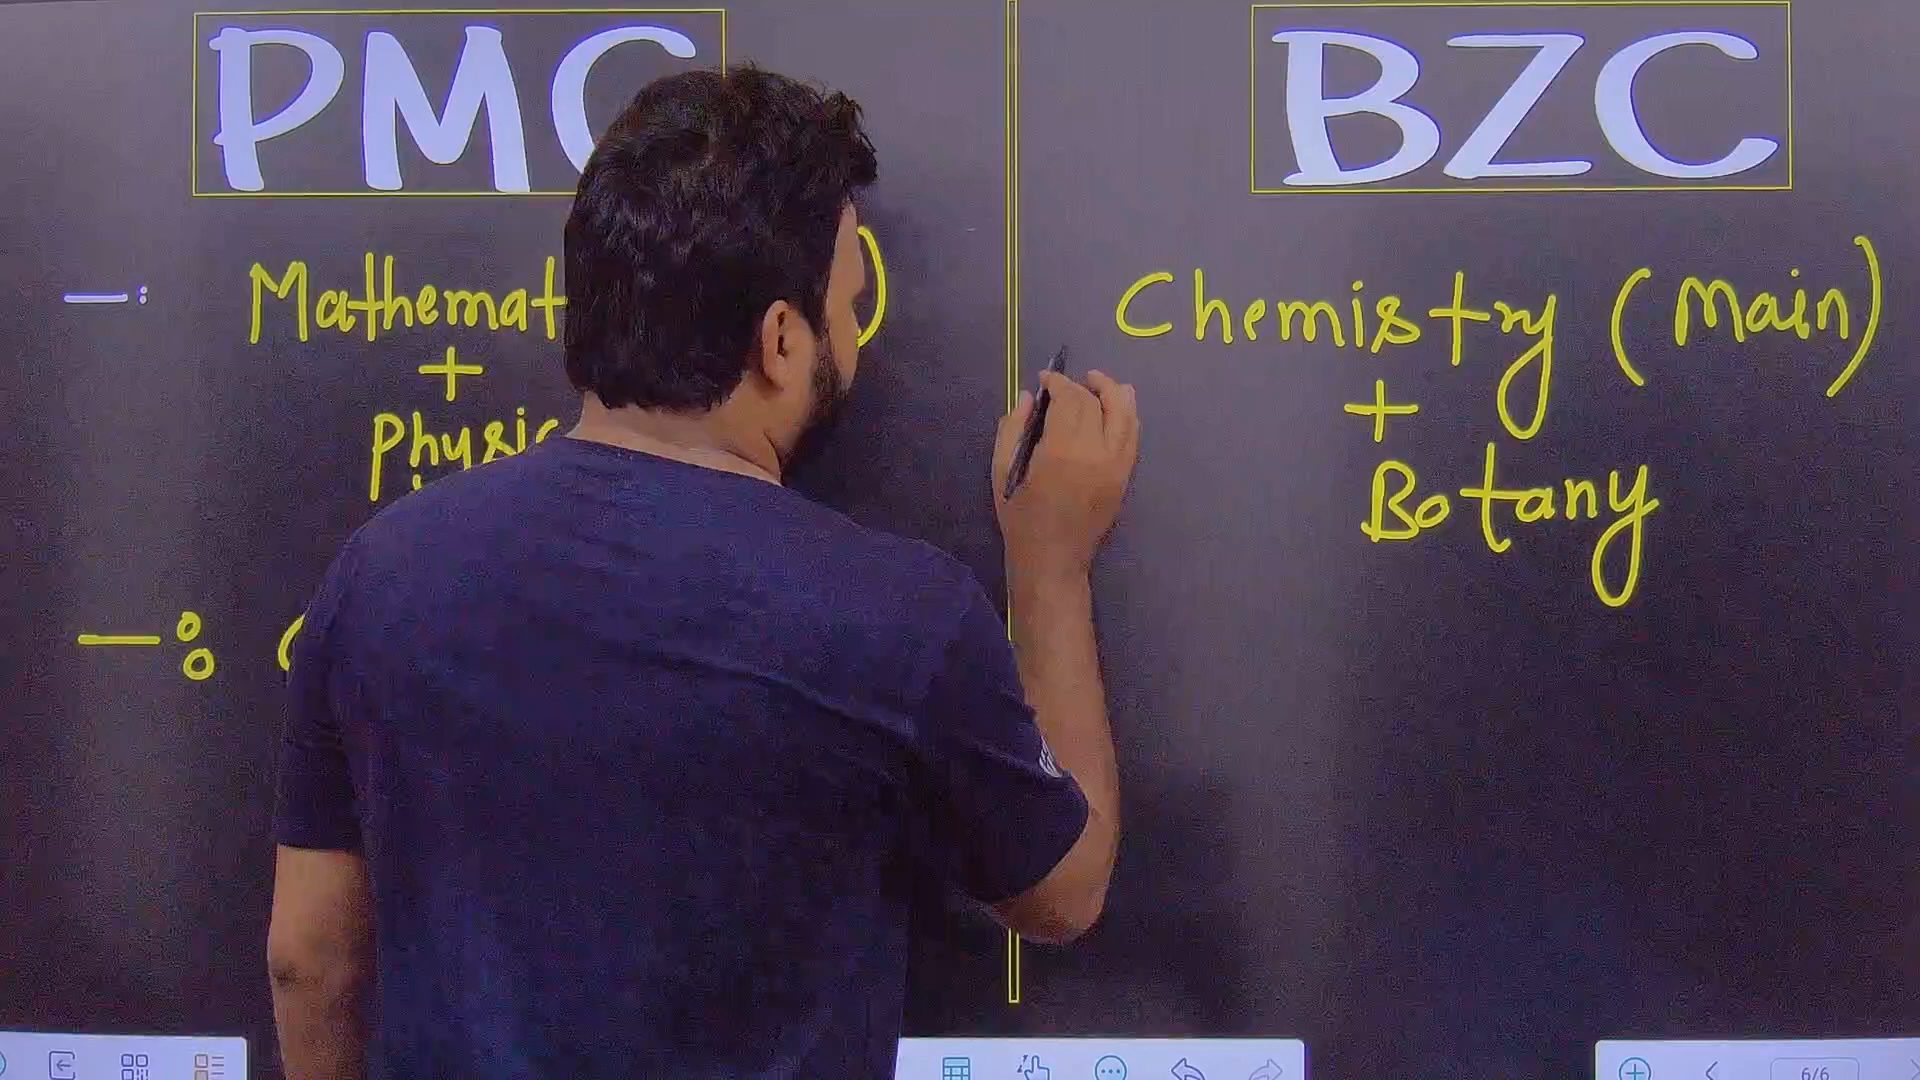 PMC
Mathemat )
+
Physic
BZC
Chemistry (Main)
+
Botany
6/6